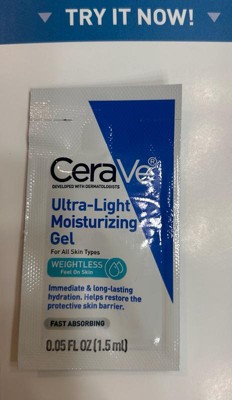 TRY IT NOW!
CeraVe®
DEVELOPED WITH DERMATOLOGISTS
Ultra-Light
Moisturizing
Gel
For All Skin Types
WEIGHTLESS
Feel On Skin
Immediate & long-lasting
hydration. Helps restore the
protective skin barrier.
FAST ABSORBING
0.05 FL OZ (1.5 ml)